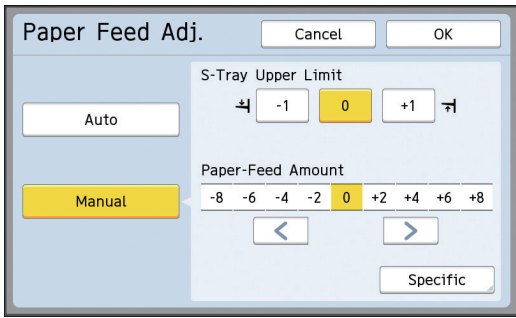 Paper Feed Adj. Cancel OK
S-Tray Upper Limit
-1 0 +1
Auto
Paper-Feed Amount
Manual -8 -6 -4 -2 0 +2 +4 +6 +8
< >
Specific